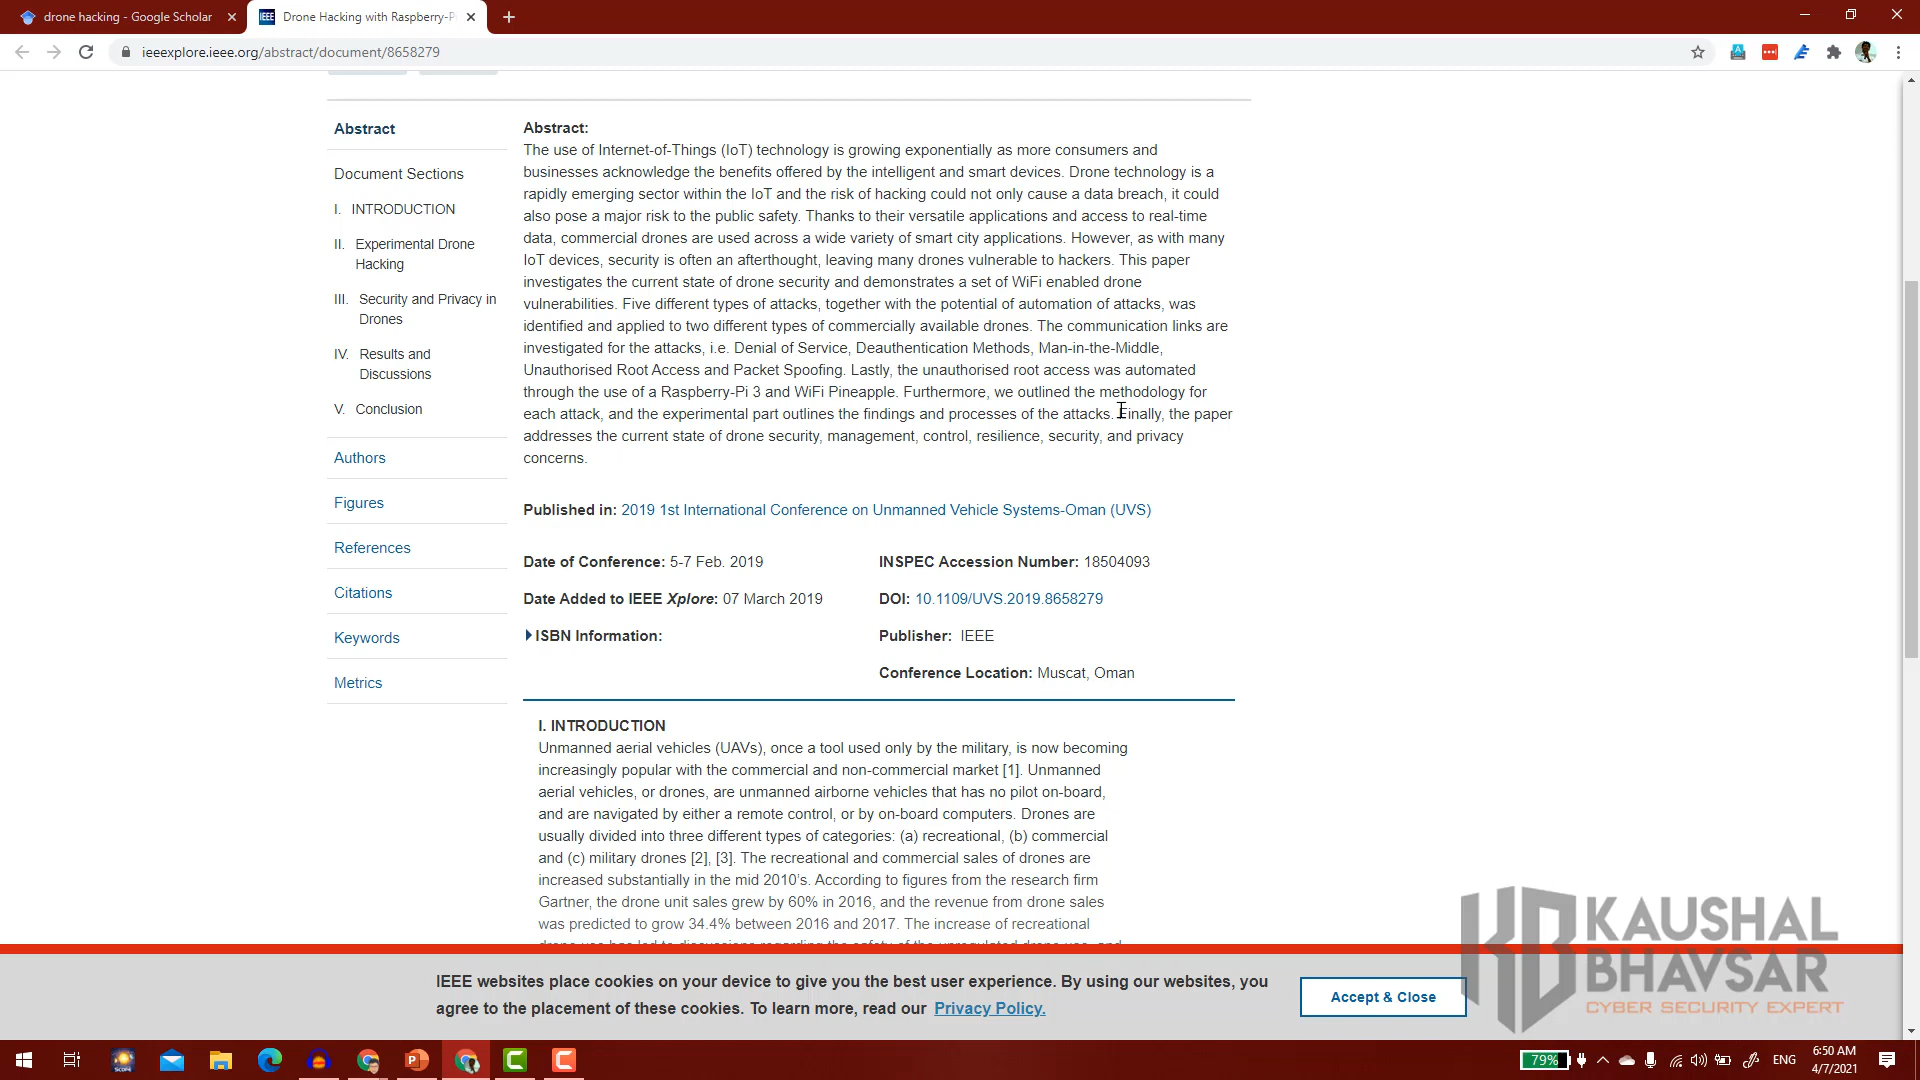 drone hacking - Google Scholar
Drone Hacking with Raspberry-P
ieeexplore.ieee.org/abstract/document/8658279
Abstract
Document Sections
I. INTRODUCTION
II. Experimental Drone
Hacking
III. Security and Privacy in
Drones
IV. Results and
Discussions
V. Conclusion
Authors
Figures
References
Citations
Keywords
Metrics
Abstract:
The use of Internet-of-Things (IoT) technology is growing exponentially as more consumers and
businesses acknowledge the benefits offered by the intelligent and smart devices. Drone technology is a
rapidly emerging sector within the IoT and the risk of hacking could not only cause a data breach, it could
also pose a major risk to the public safety. Thanks to their versatile applications and access to real-time
data, commercial drones are used across a wide variety of smart city applications. However, as with many
IoT devices, security is often an afterthought, leaving many drones vulnerable to hackers. This paper
investigates the current state of drone security and demonstrates a set of WiFi enabled drone
vulnerabilities. Five different types of attacks, together with the potential of automation of attacks, was
identified and applied to two different types of commercially available drones. The communication links are
investigated for the attacks, i.e. Denial of Service, Deauthentication Methods, Man-in-the-Middle,
Unauthorised Root Access and Packet Spoofing. Lastly, the unauthorised root access was automated
through the use of a Raspberry-Pi 3 and WiFi Pineapple. Furthermore, we outlined the methodology for
each attack, and the experimental part outlines the findings and processes of the attacks. Finally, the paper
addresses the current state of drone security, management, control, resilience, security, and privacy
concerns.
Published in: 2019 1st International Conference on Unmanned Vehicle Systems-Oman (UVS)
Date of Conference: 5-7 Feb. 2019
INSPEC Accession Number: 18504093
Date Added to IEEE Xplore: 07 March 2019
DOI: 10.1109/UVS.2019.8658279
ISBN Information:
Publisher: IEEE
Conference Location: Muscat, Oman
I. INTRODUCTION
Unmanned aerial vehicles (UAVs), once a tool used only by the military, is now becoming
increasingly popular with the commercial and non-commercial market [1]. Unmanned
aerial vehicles, or drones, are unmanned airborne vehicles that has no pilot on-board,
and are navigated by either a remote control, or by on-board computers. Drones are
usually divided into three different types of categories: (a) recreational, (b) commercial
and (c) military drones [2], [3]. The recreational and commercial sales of drones are
increased substantially in the mid 2010's. According to figures from the research firm
Gartner, the drone unit sales grew by 60% in 2016, and the revenue from drone sales
was predicted to grow 34.4% between 2016 and 2017. The increase of recreational
IEEE websites place cookies on your device to give you the best user experience. By using our websites, you
agree to the placement of these cookies. To learn more, read our Privacy Policy.
Accept & Close
KB KAUSHAL
BHAVSAR
CYBER SECURITY EXPERT
79%
ENG
6:50 AM
4/7/2021